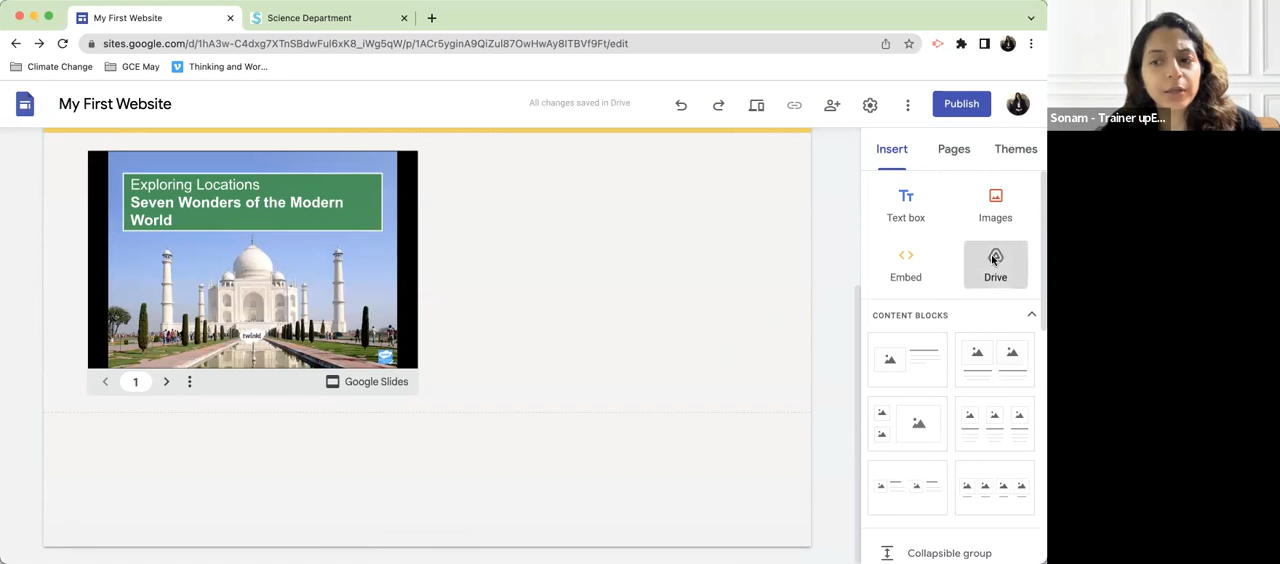 My First Website
Science Department
sites.google.com/d/1hA3w-C4dxg7XTnSBdwFul6xK8_iWg5qW/p/1ACr5yginA9QiZuI87OwHwAy8ITBVf9Ft/edit
Climate Change
GCE May
Thinking and Wor...
Sonam - Trainer upE...
My First Website
All changes saved in Drive
Publish
Insert
Pages
Themes
Exploring Locations
Seven Wonders of the Modern
World
twinkl
1
Google Slides
Text box
Images
Embed
Drive
CONTENT BLOCKS
Collapsible group